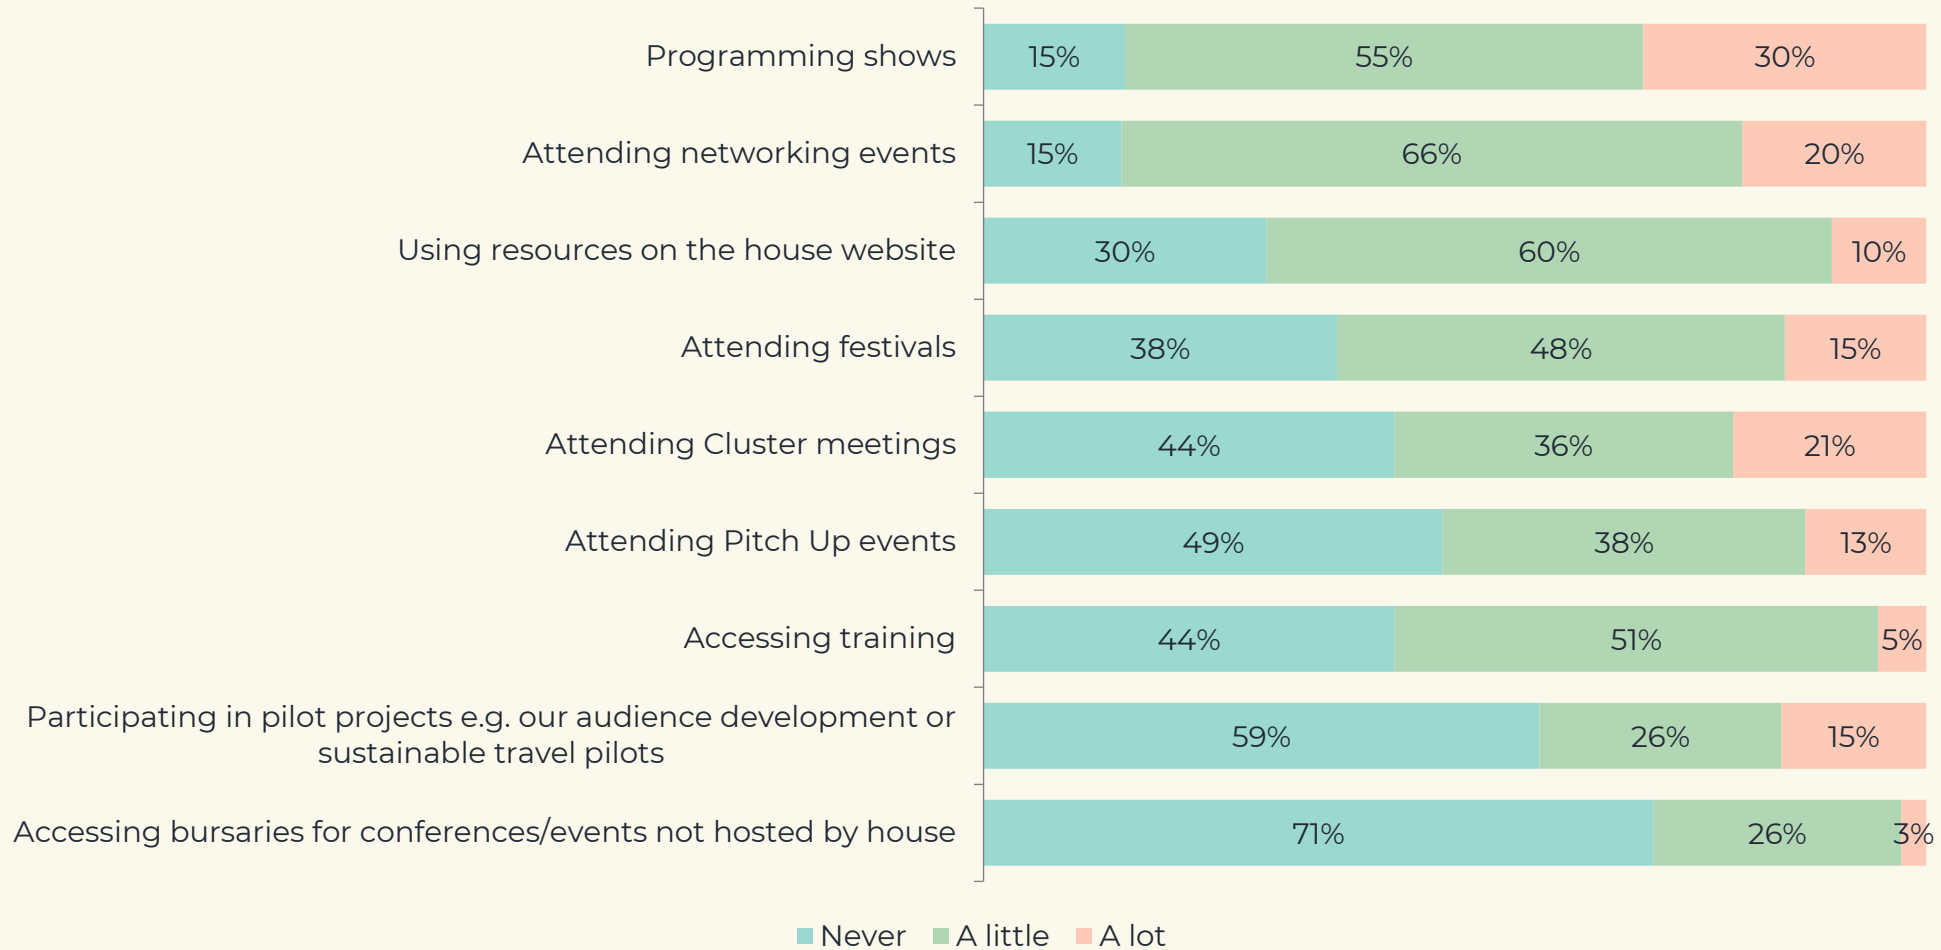 Programming shows 15% 55% 30%
Attending networking events 15% 66% 20%
Using resources on the house website 30% 60% 10%
Attending festivals 38% 48% 15%
Attending Cluster meetings 44% 36% 21%
Attending Pitch Up events 49% 38% 13%
Accessing training 44% 51% 5%
Participating in pilot projects e.g. our audience development or
sustainable travel pilots 59% 26% 15%
Accessing bursaries for conferences/events not hosted by house 71% 26% 3%
Never A little A lot